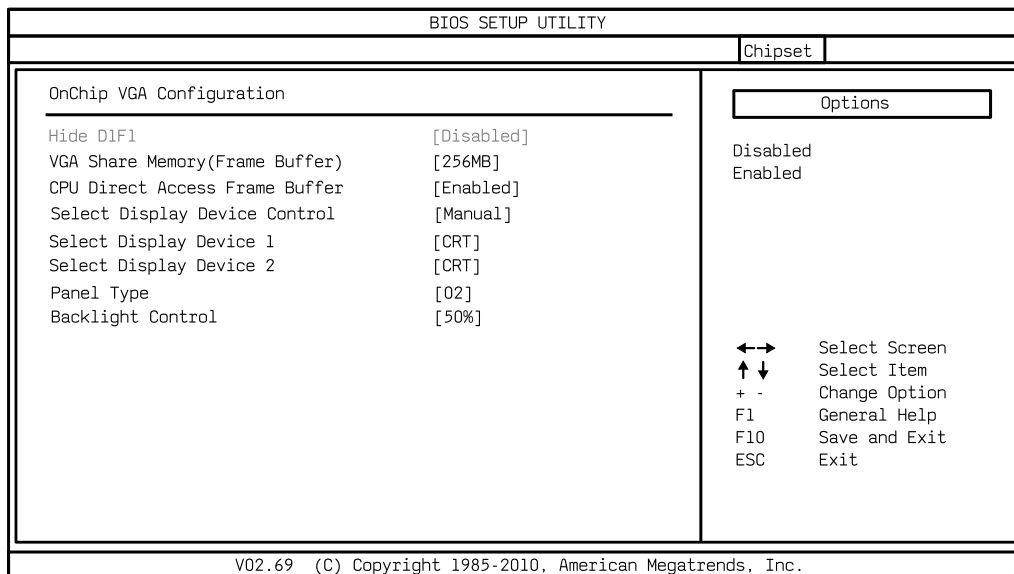 BIOS SETUP UTILITY
Chipset
OnChip VGA Configuration
Hide D1F1 [Disabled]
VGA Share Memory(Frame Buffer) [256MB]
CPU Direct Access Frame Buffer [Enabled]
Select Display Device Control [Manual]
Select Display Device 1 [CRT]
Select Display Device 2 [CRT]
Panel Type [02]
Backlight Control [50%]
Options
Disabled
Enabled
←→ Select Screen
↑↓ Select Item
+ - Change Option
F1 General Help
F10 Save and Exit
ESC Exit
V02.69 (C) Copyright 1985-2010, American Megatrends, Inc.